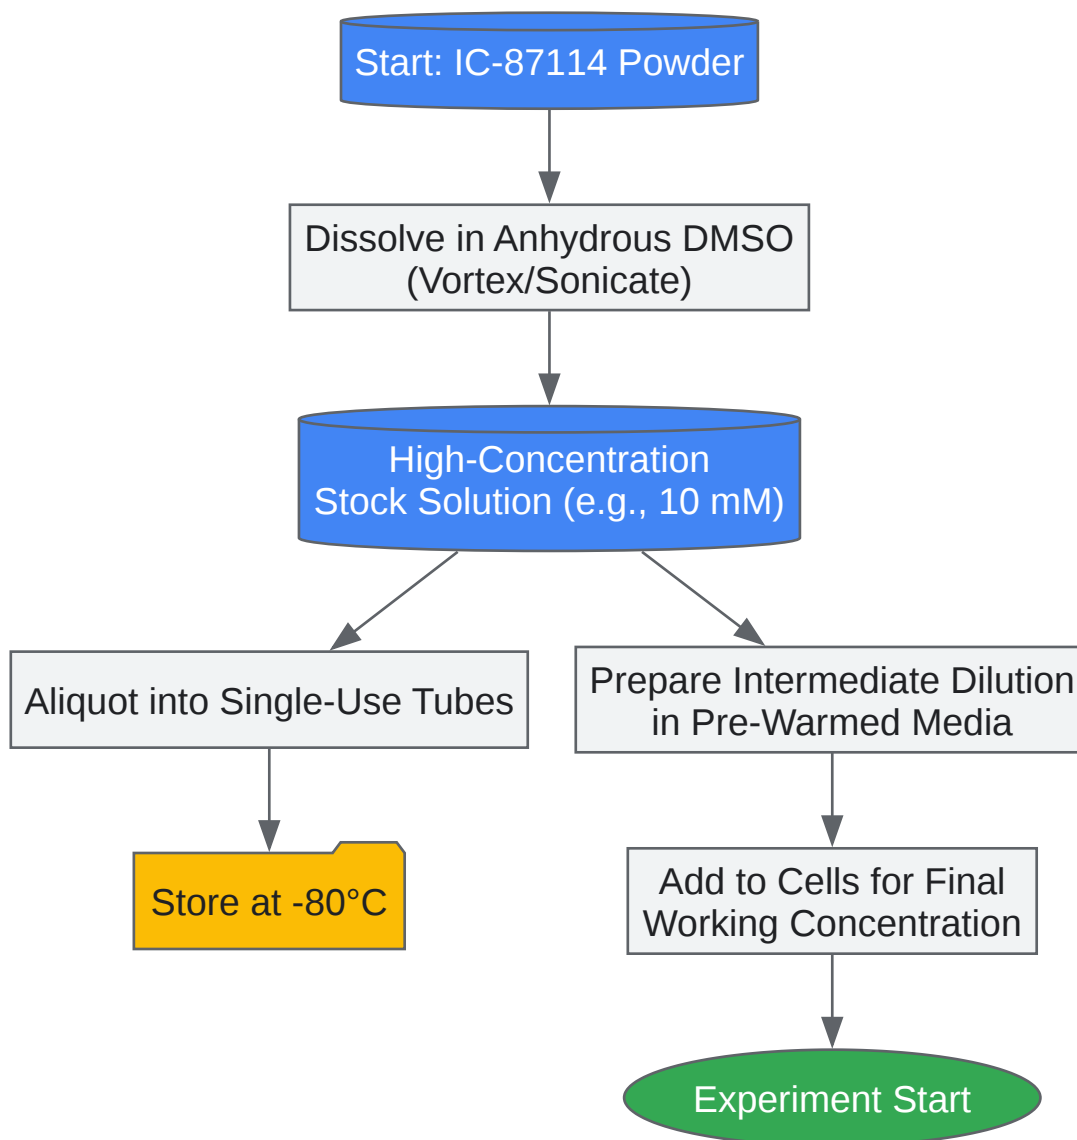 Start: IC-87114 Powder
Dissolve in Anhydrous DMSO
(Vortex/Sonicate)
High-Concentration
Stock Solution (e.g., 10 mM)
Aliquot into Single-Use Tubes
Prepare Intermediate Dilution
in Pre-Warmed Media
Store at -80°C
Add to Cells for Final
Working Concentration
Experiment Start